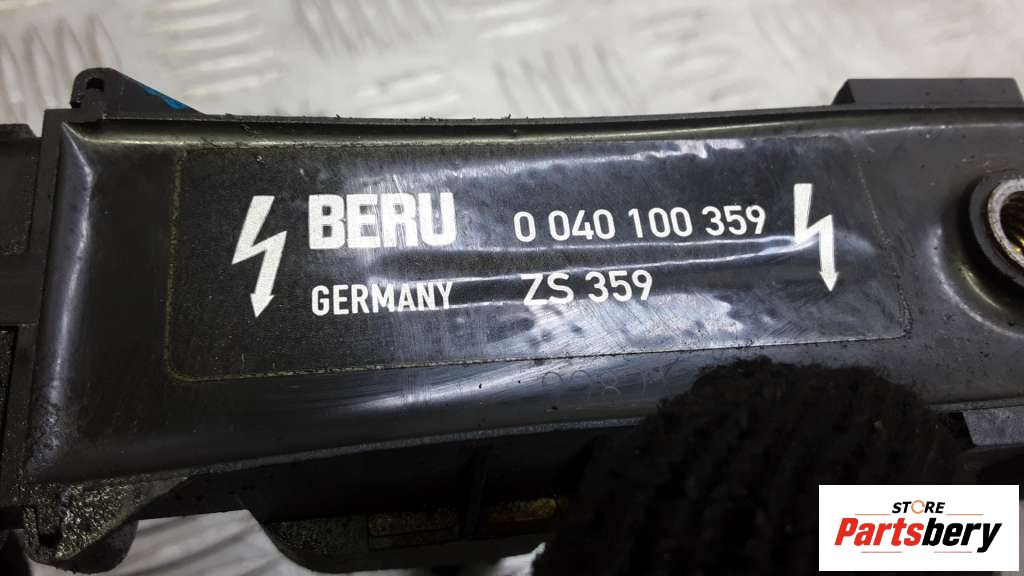 BERU 0 040 100 359
GERMANY ZS 359
STORE
Partsbery